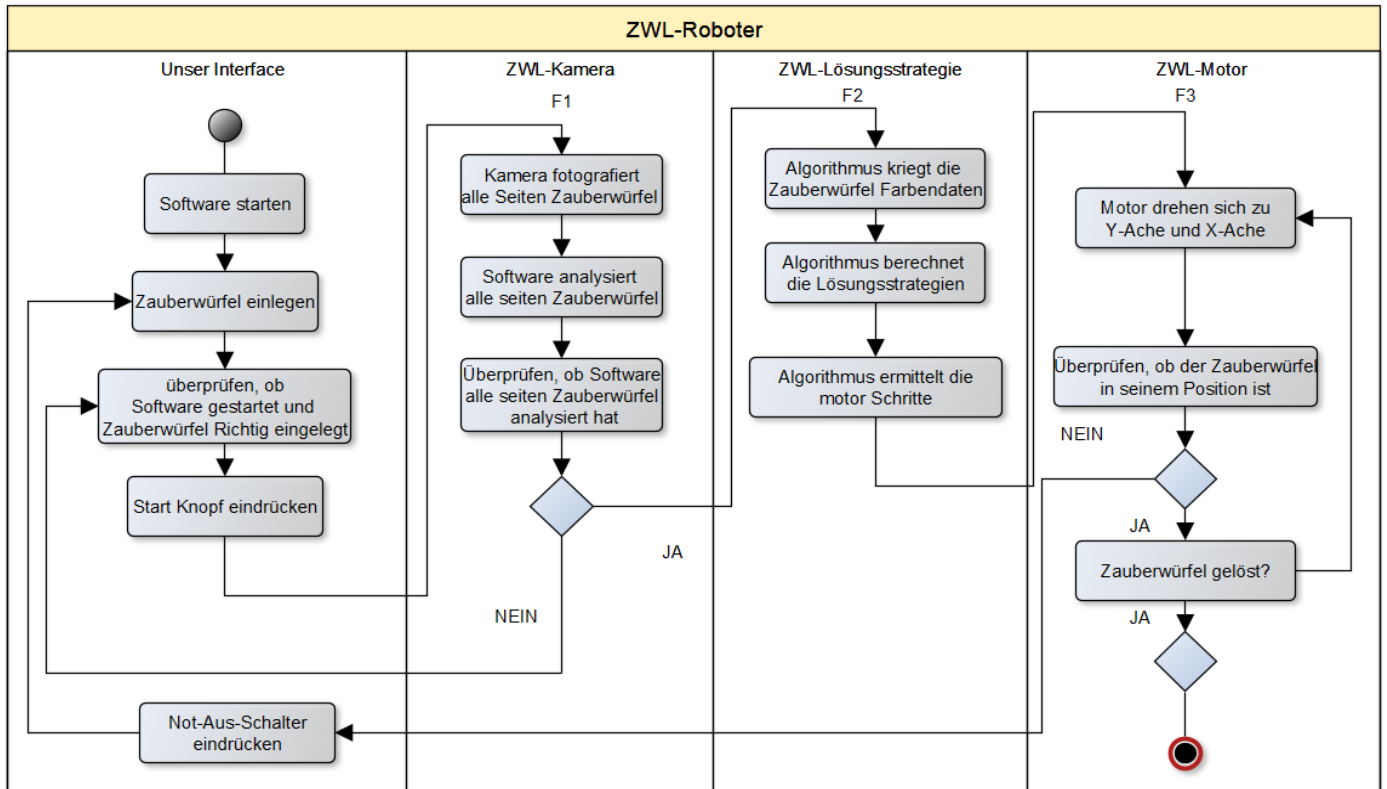 ZWL-Roboter
Unser Interface
Software starten
Zauberwürfel einlegen
überprüfen, ob
Software gestartet und
Zauberwürfel Richtig eingelegt
Start Knopf eindrücken
Not-Aus-Schalter
eindrücken
ZWL-Kamera
F1
Kamera fotografiert
alle Seiten Zauberwürfel
Software analysiert
alle seiten Zauberwürfel
Überprüfen, ob Software
alle seiten Zauberwürfel
analysiert hat
JA
NEIN
ZWL-Lösungsstrategie
F2
Algorithmus kriegt die
Zauberwürfel Farbendaten
Algorithmus berechnet
die Lösungsstrategien
Algorithmus ermittelt die
motor Schritte
ZWL-Motor
F3
Motor drehen sich zu
Y-Ache und X-Ache
Überprüfen, ob der Zauberwürfel
in seinem Position ist
NEIN
JA
Zauberwürfel gelöst?
JA